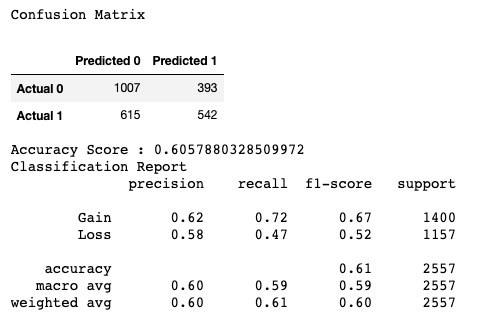 Confusion Matrix
Predicted 0 Predicted 1
Actual 0 1007 393
Actual 1 615 542
Accuracy Score : 0.6057880328509972
Classification Report
precision recall f1-score support
Gain 0.62 0.72 0.67 1400
Loss 0.58 0.47 0.52 1157
accuracy 0.61 2557
macro avg 0.60 0.59 0.59 2557
weighted avg 0.60 0.61 0.60 2557